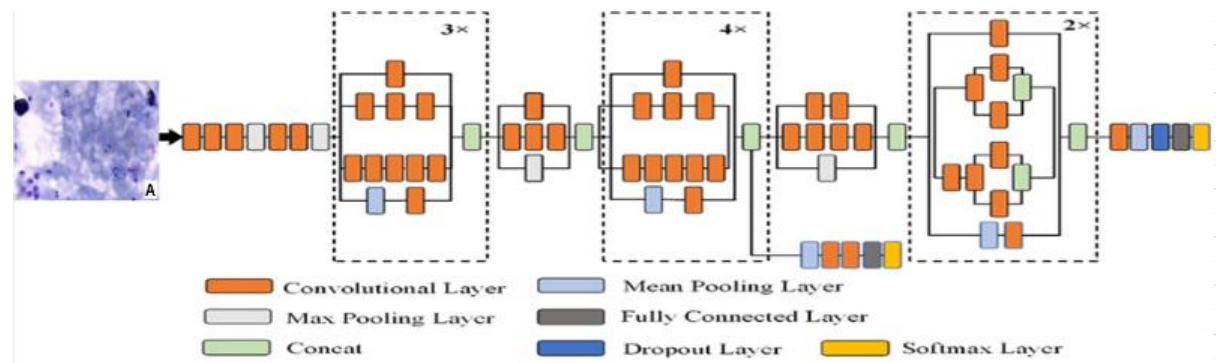 3×
4×
2×
A
Convolutional Layer
Mean Pooling Layer
Max Pooling Layer
Fully Connected Layer
Concat
Dropout Layer
Softmax Layer